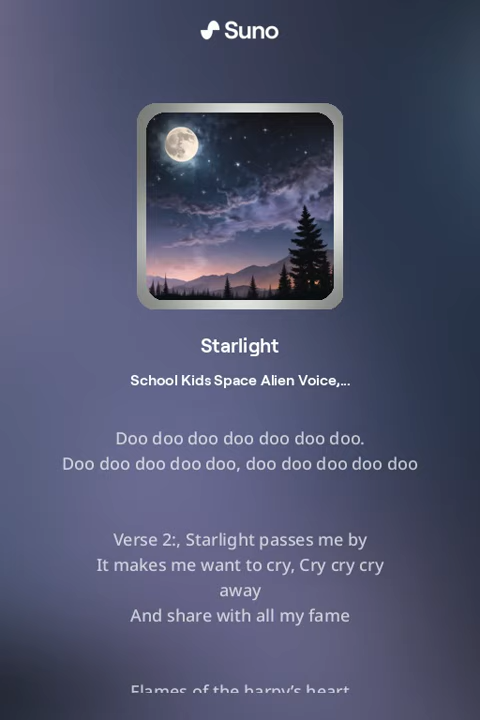 Suno
Starlight
School Kids Space Alien Voice,...
Doo doo doo doo doo doo doo.
Doo doo doo doo doo, doo doo doo doo doo
Verse 2:, Starlight passes me by
It makes me want to cry, Cry cry cry
away
And share with all my fame
Flames of the harpy's heart